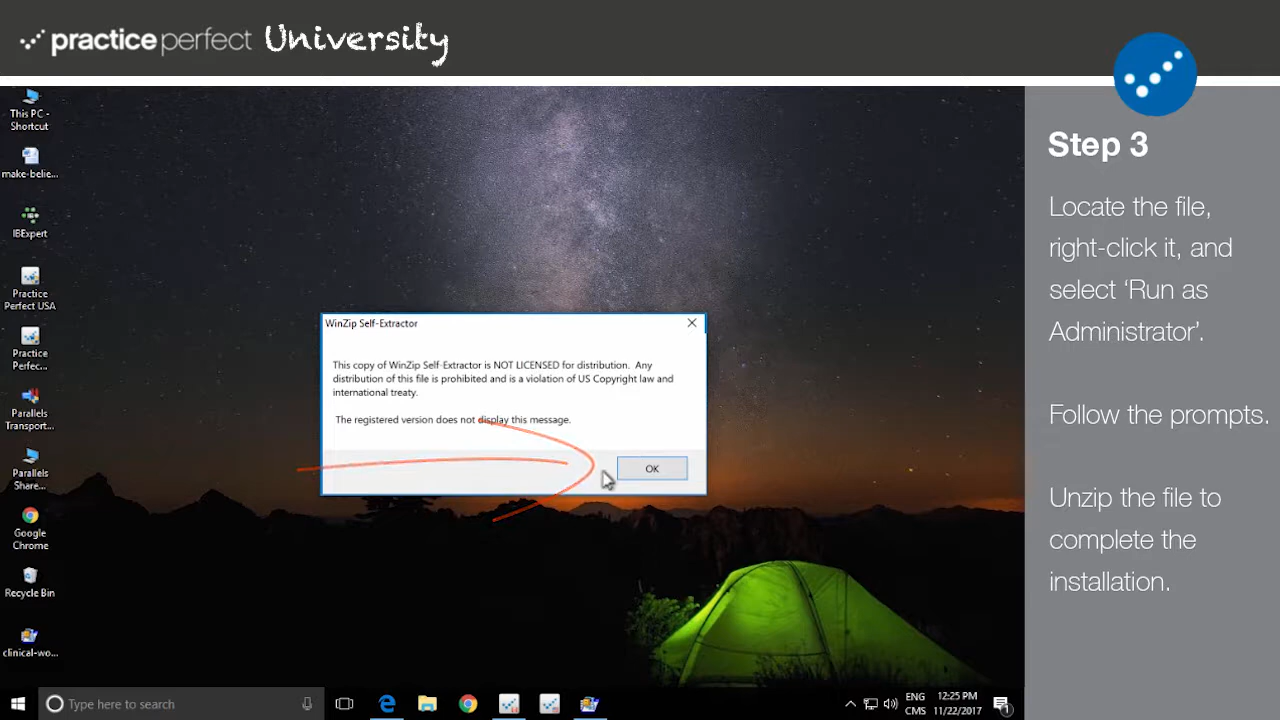 practice perfect University
This PC -
Shortcut
make-belie...
IBExpert
Practice
Perfect USA
Practice
Perfec...
Parallels
Transport...
Parallels
Share...
Google
Chrome
Recycle Bin
clinical-wo...
WinZip Self-Extractor
This copy of WinZip Self-Extractor is NOT LICENSED for distribution. Any
distribution of this file is prohibited and is a violation of US Copyright law and
international treaty.
The registered version does not display this message.
OK
Step 3
Locate the file,
right-click it, and
select ‘Run as
Administrator’.
Follow the prompts.
Unzip the file to
complete the
installation.
Type here to search
ENG
CMS
12:25 PM
11/22/2017
1